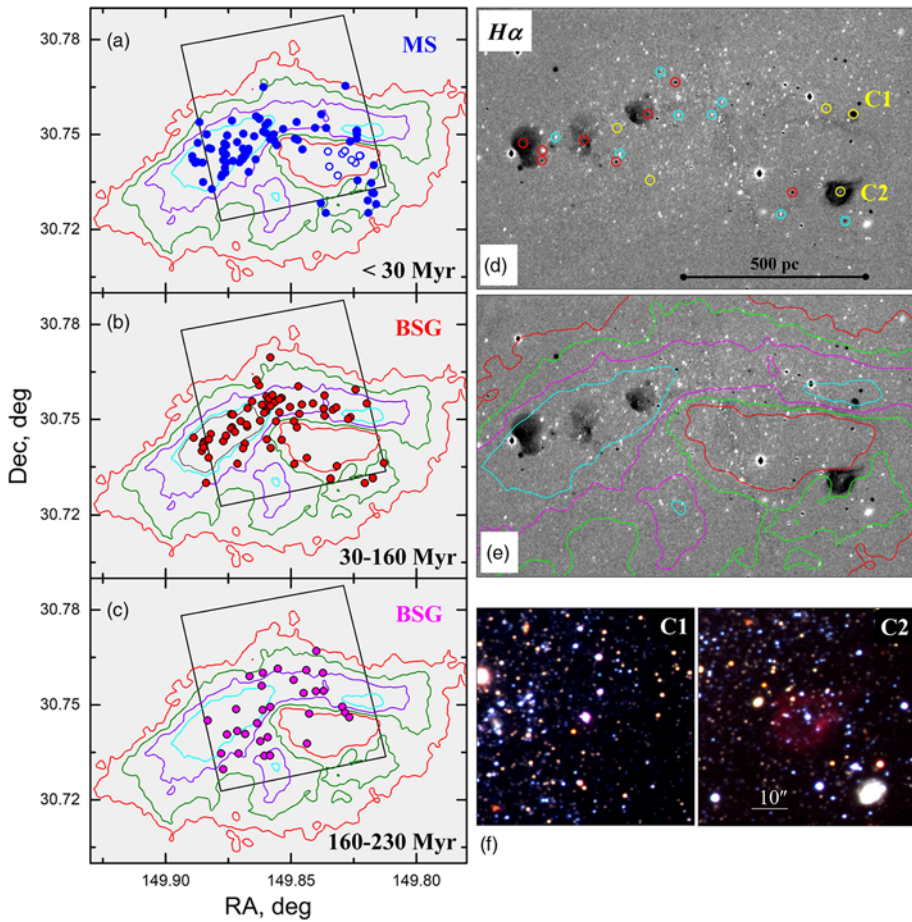 (a)
MS
30.78
30.75
30.72
< 30 Myr
(b)
BSG
30.78
30.75
30.72
30-160 Myr
(c)
BSG
30.78
30.75
30.72
160-230 Myr
149.90
149.85
149.80
Dec, deg
RA, deg
Hα
C1
C2
(d)
500 pc
(e)
C1
C2
10"
(f)